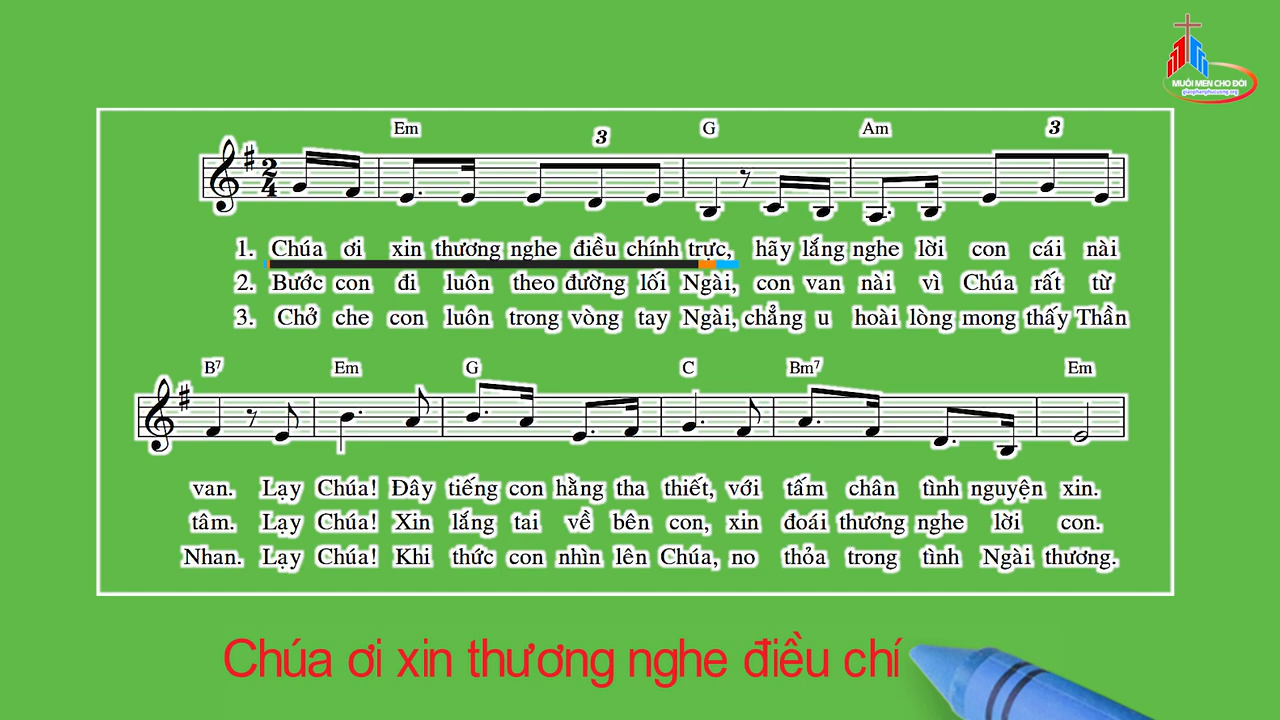 MUỐI MEN CHO ĐỜI
giaophanphucuong.org
Em 3 G Am 3
2
4
1. Chúa ơi xin thương nghe điều chính trực, hãy lắng nghe lời con cái nài
2. Bước con đi luôn theo đường lối Ngài, con van nài vì Chúa rất từ
3. Chở che con luôn trong vòng tay Ngài, chẳng u hoài lòng mong thấy Thần
B7 Em G C Bm7 Em
van. Lạy Chúa! Đây tiếng con hằng tha thiết, với tấm chân tình nguyện xin.
tâm. Lạy Chúa! Xin lắng tai về bên con, xin đoái thương nghe lời con.
Nhan. Lạy Chúa! Khi thức con nhìn lên Chúa, no thỏa trong tình Ngài thương.
Chúa ơi xin thương nghe điều chí